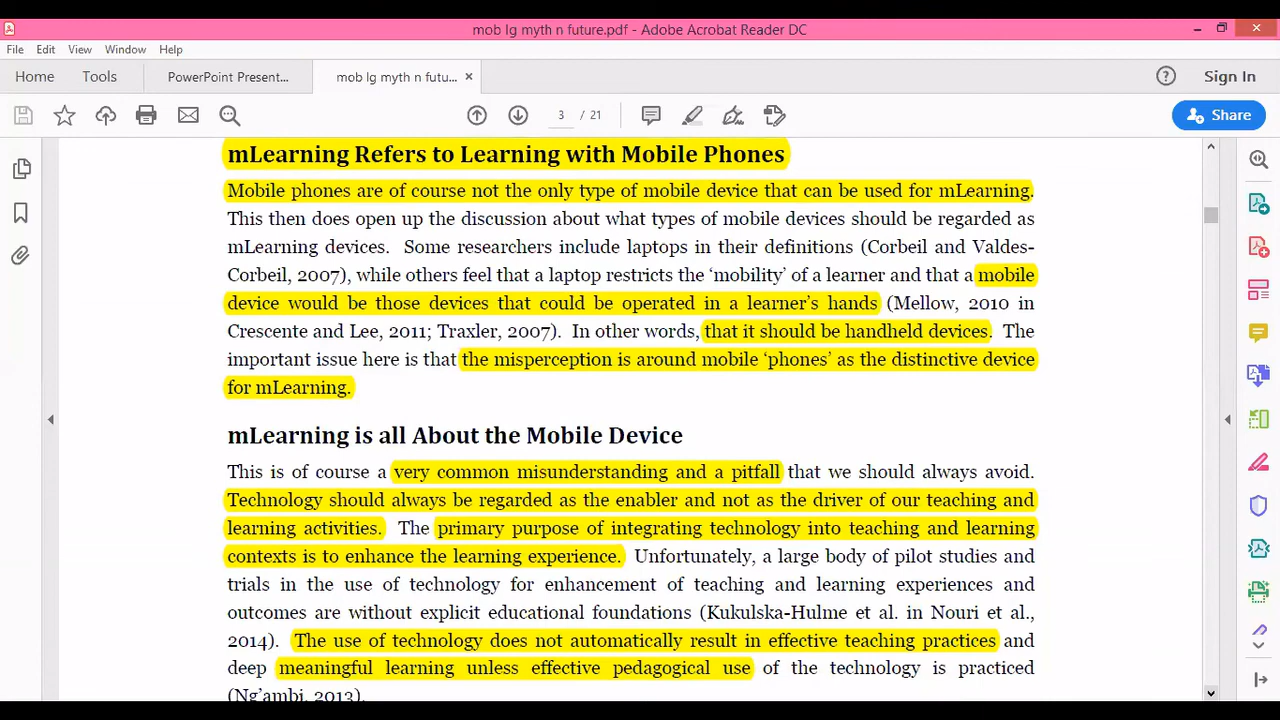 mob lg myth n future.pdf - Adobe Acrobat Reader DC
File Edit View Window Help
Home Tools PowerPoint Present... mob lg myth n futu... ×
3 / 21 Share
Sign In
mLearning Refers to Learning with Mobile Phones
Mobile phones are of course not the only type of mobile device that can be used for mLearning.
This then does open up the discussion about what types of mobile devices should be regarded as
mLearning devices. Some researchers include laptops in their definitions (Corbeil and Valdes-
Corbeil, 2007), while others feel that a laptop restricts the ‘mobility’ of a learner and that a mobile
device would be those devices that could be operated in a learner’s hands (Mellow, 2010 in
Crescente and Lee, 2011; Traxler, 2007). In other words, that it should be handheld devices. The
important issue here is that the misperception is around mobile ‘phones’ as the distinctive device
for mLearning.
mLearning is all About the Mobile Device
This is of course a very common misunderstanding and a pitfall that we should always avoid.
Technology should always be regarded as the enabler and not as the driver of our teaching and
learning activities. The primary purpose of integrating technology into teaching and learning
contexts is to enhance the learning experience. Unfortunately, a large body of pilot studies and
trials in the use of technology for enhancement of teaching and learning experiences and
outcomes are without explicit educational foundations (Kukulska-Hulme et al. in Nouri et al.,
2014). The use of technology does not automatically result in effective teaching practices and
deep meaningful learning unless effective pedagogical use of the technology is practiced
(Ng’ambi, 2013).